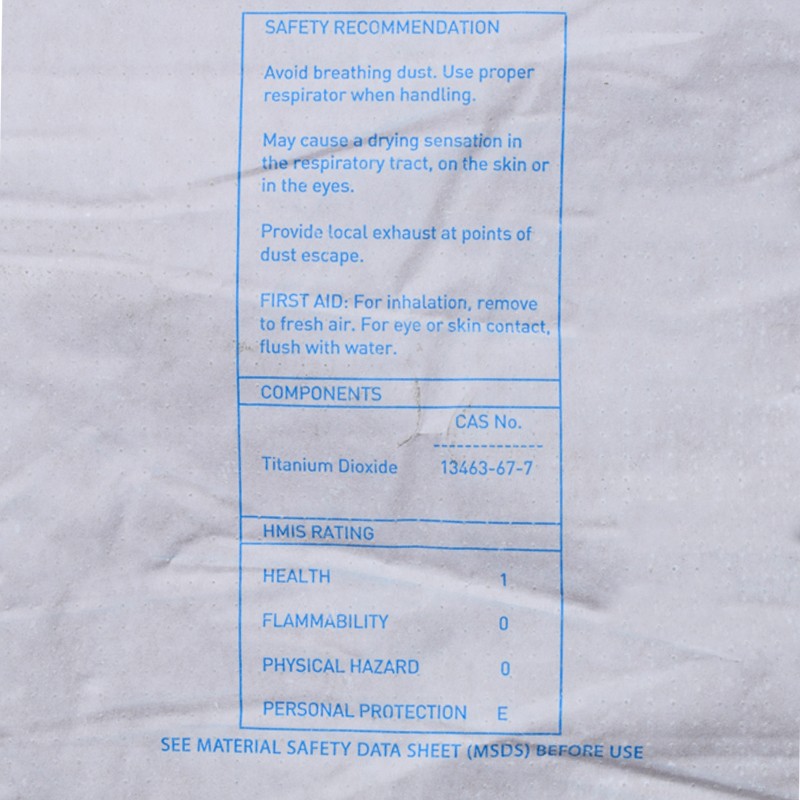 SAFETY RECOMMENDATION
Avoid breathing dust. Use proper
respirator when handling.
May cause a drying sensation in
the respiratory tract, on the skin or
in the eyes.
Provide local exhaust at points of
dust escape.
FIRST AID: For inhalation, remove
to fresh air. For eye or skin contact,
flush with water.
COMPONENTS
CAS No.
Titanium Dioxide 13463-67-7
HMIS RATING
HEALTH 1
FLAMMABILITY 0
PHYSICAL HAZARD 0
PERSONAL PROTECTION E
SEE MATERIAL SAFETY DATA SHEET (MSDS) BEFORE USE